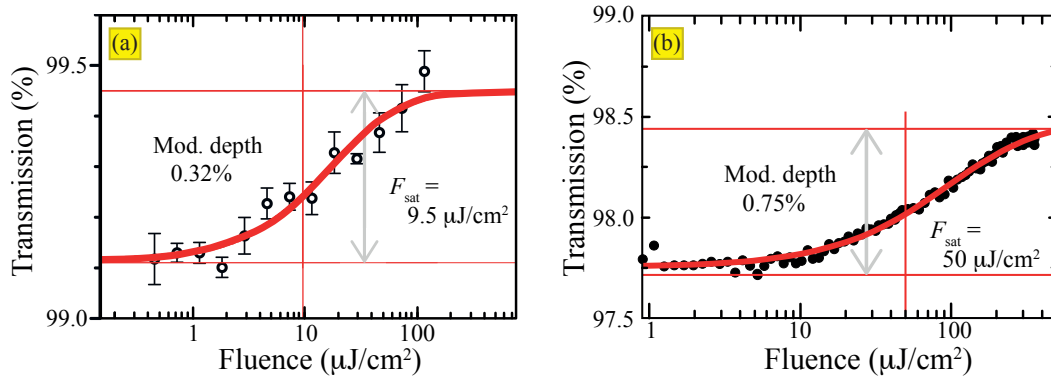 (a)
99.5
99.0
Transmission (%)
Mod. depth
0.32%
F_sat =
9.5 μJ/cm²
1
10
100
Fluence (μJ/cm²)
(b)
99.0
98.5
98.0
97.5
Transmission (%)
Mod. depth
0.75%
F_sat =
50 μJ/cm²
1
10
100
Fluence (μJ/cm²)